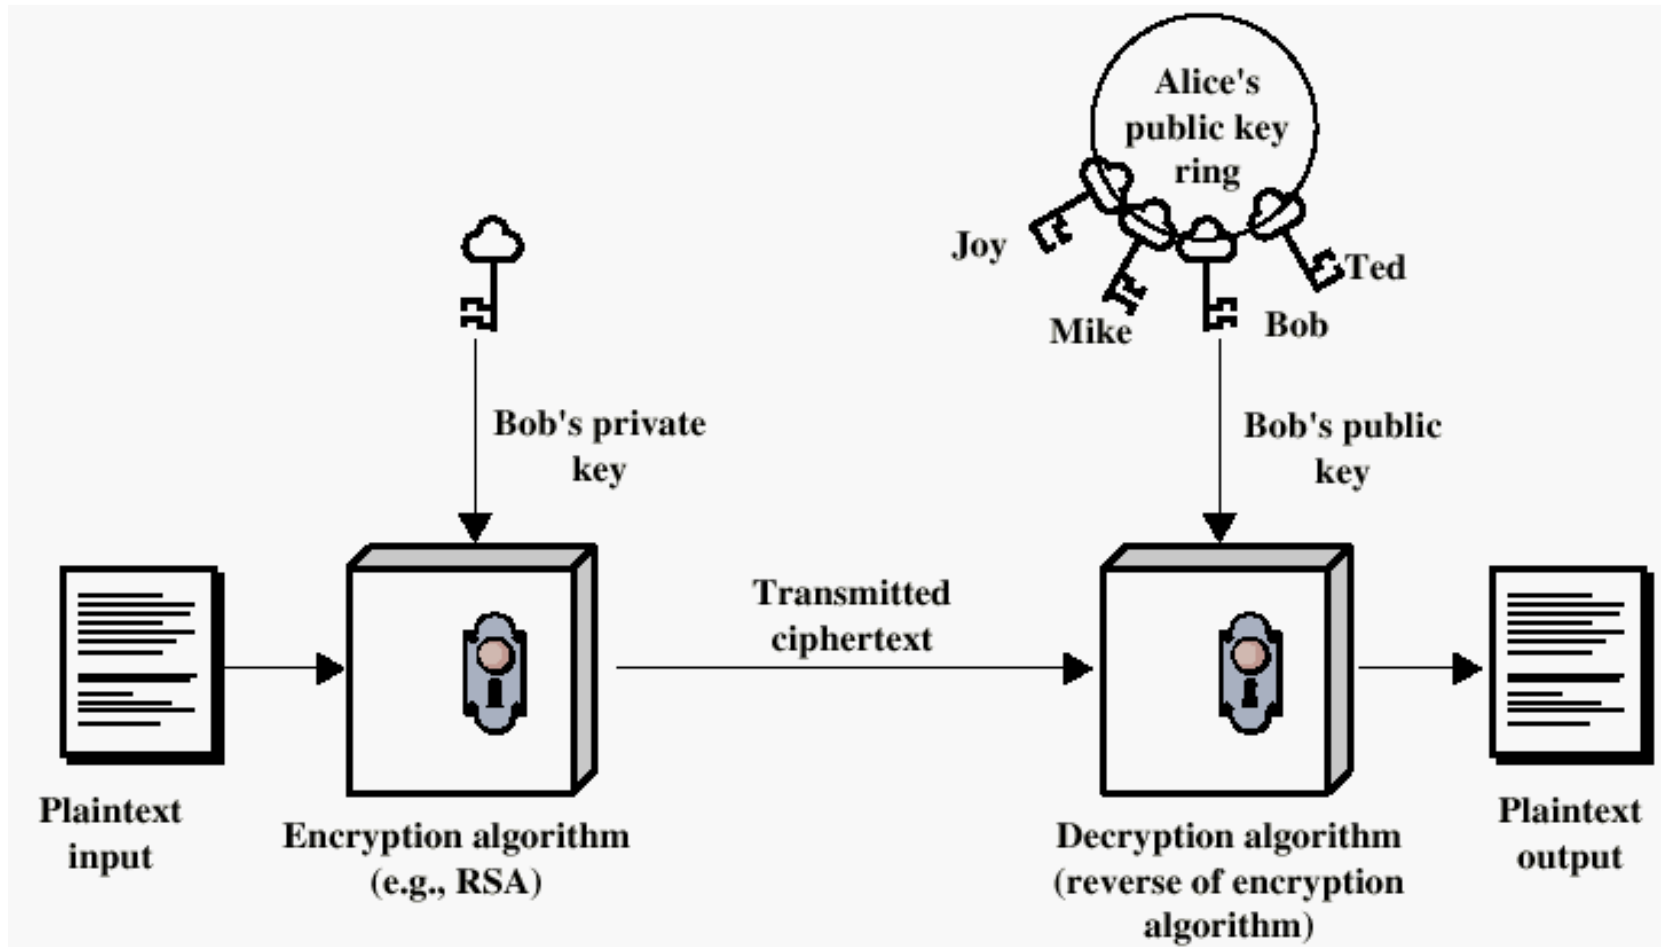 Alice's
public key
ring
Joy
Ted
Mike
Bob
Bob's private
key
Bob's public
key
Transmitted
ciphertext
Plaintext
input
Encryption algorithm
(e.g., RSA)
Decryption algorithm
(reverse of encryption
algorithm)
Plaintext
output